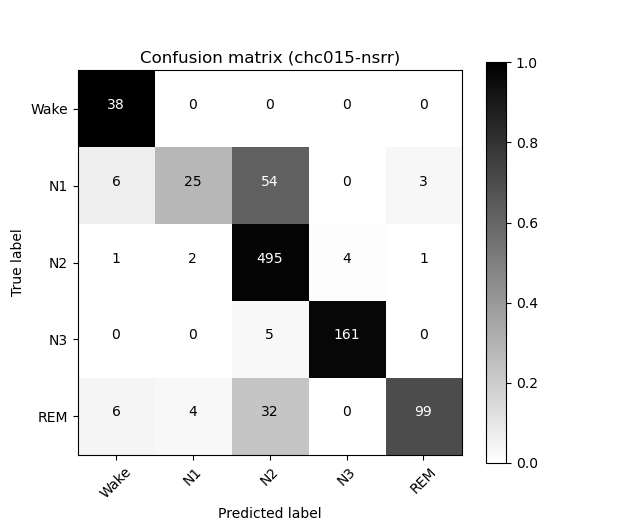 Confusion matrix (chc015-nsrr)
True label
Wake 38 0 0 0 0
N1 6 25 54 0 3
N2 1 2 495 4 1
N3 0 0 5 161 0
REM 6 4 32 0 99
Wake N1 N2 N3 REM
Predicted label
1.0
0.8
0.6
0.4
0.2
0.0